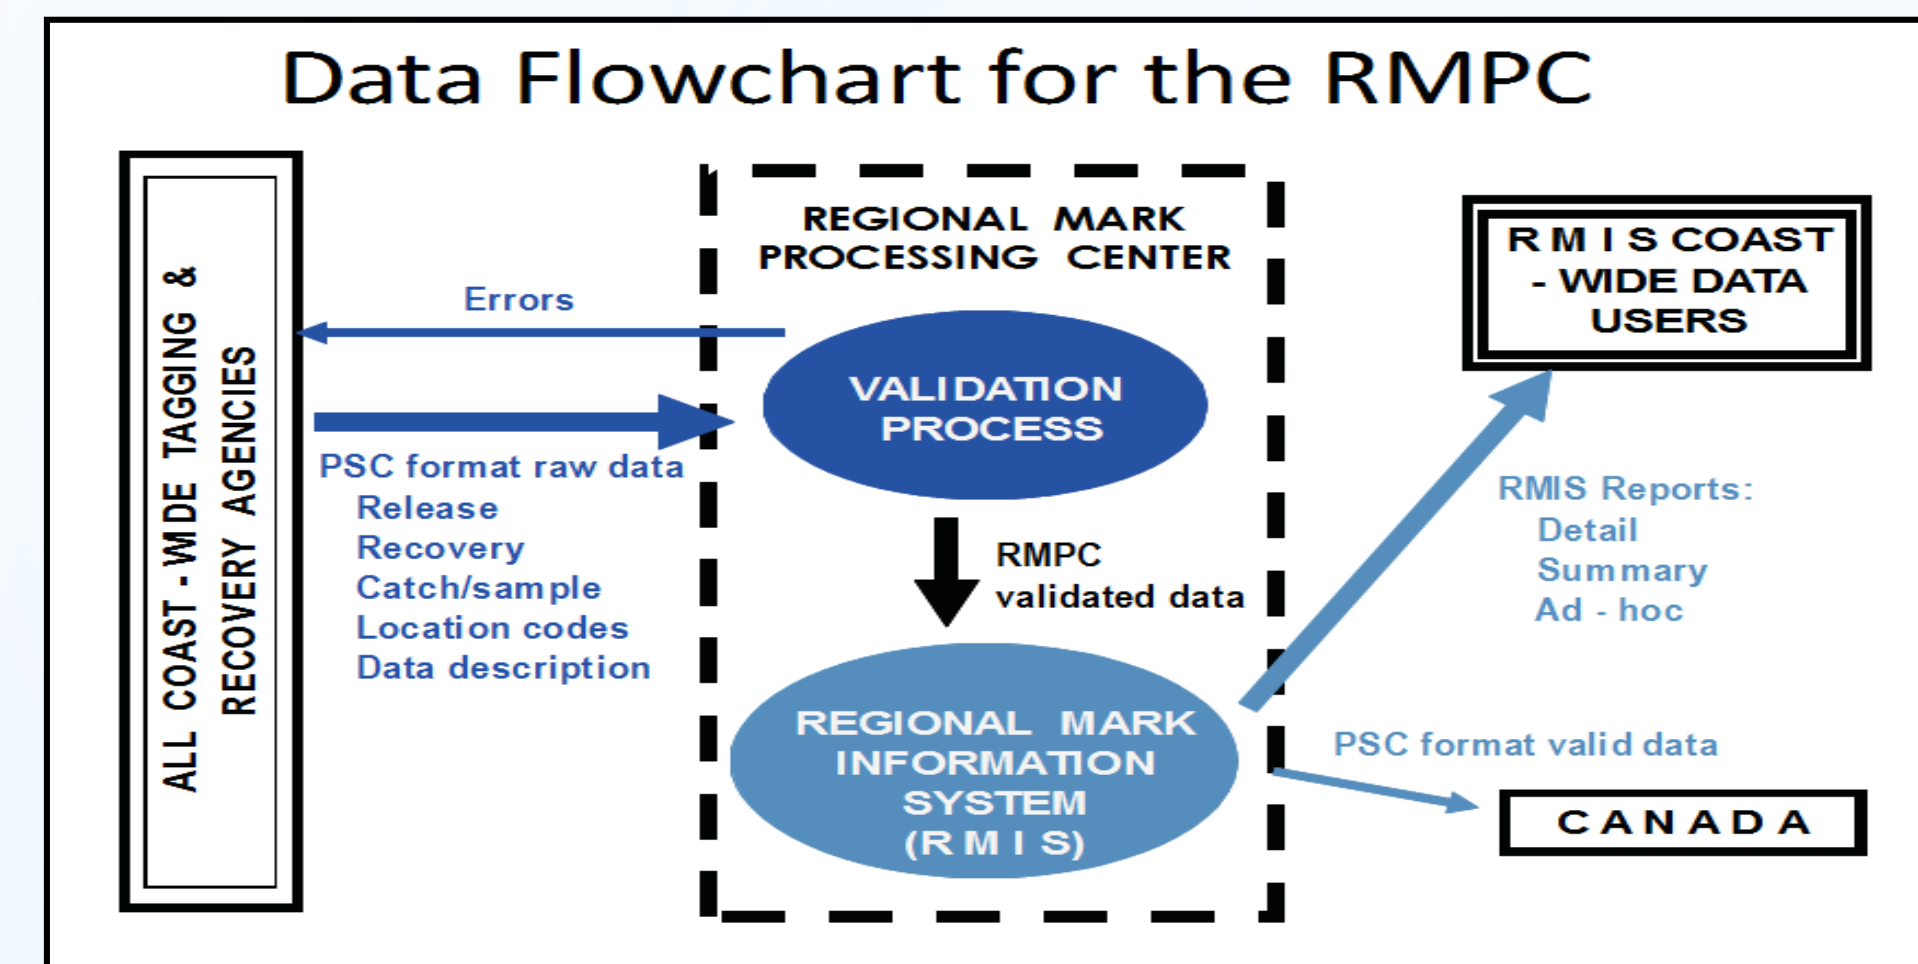 Data Flowchart for the RMPC
ALL COAST - WIDE TAGGING &
RECOVERY AGENCIES
Errors
PSC format raw data
Release
Recovery
Catch/sample
Location codes
Data description
REGIONAL MARK
PROCESSING CENTER
VALIDATION
PROCESS
RMPC
validated data
REGIONAL MARK
INFORMATION
SYSTEM
(R M I S)
R M I S COAST
- WIDE DATA
USERS
RMIS Reports:
Detail
Summary
Ad - hoc
PSC format valid data
C A N A D A